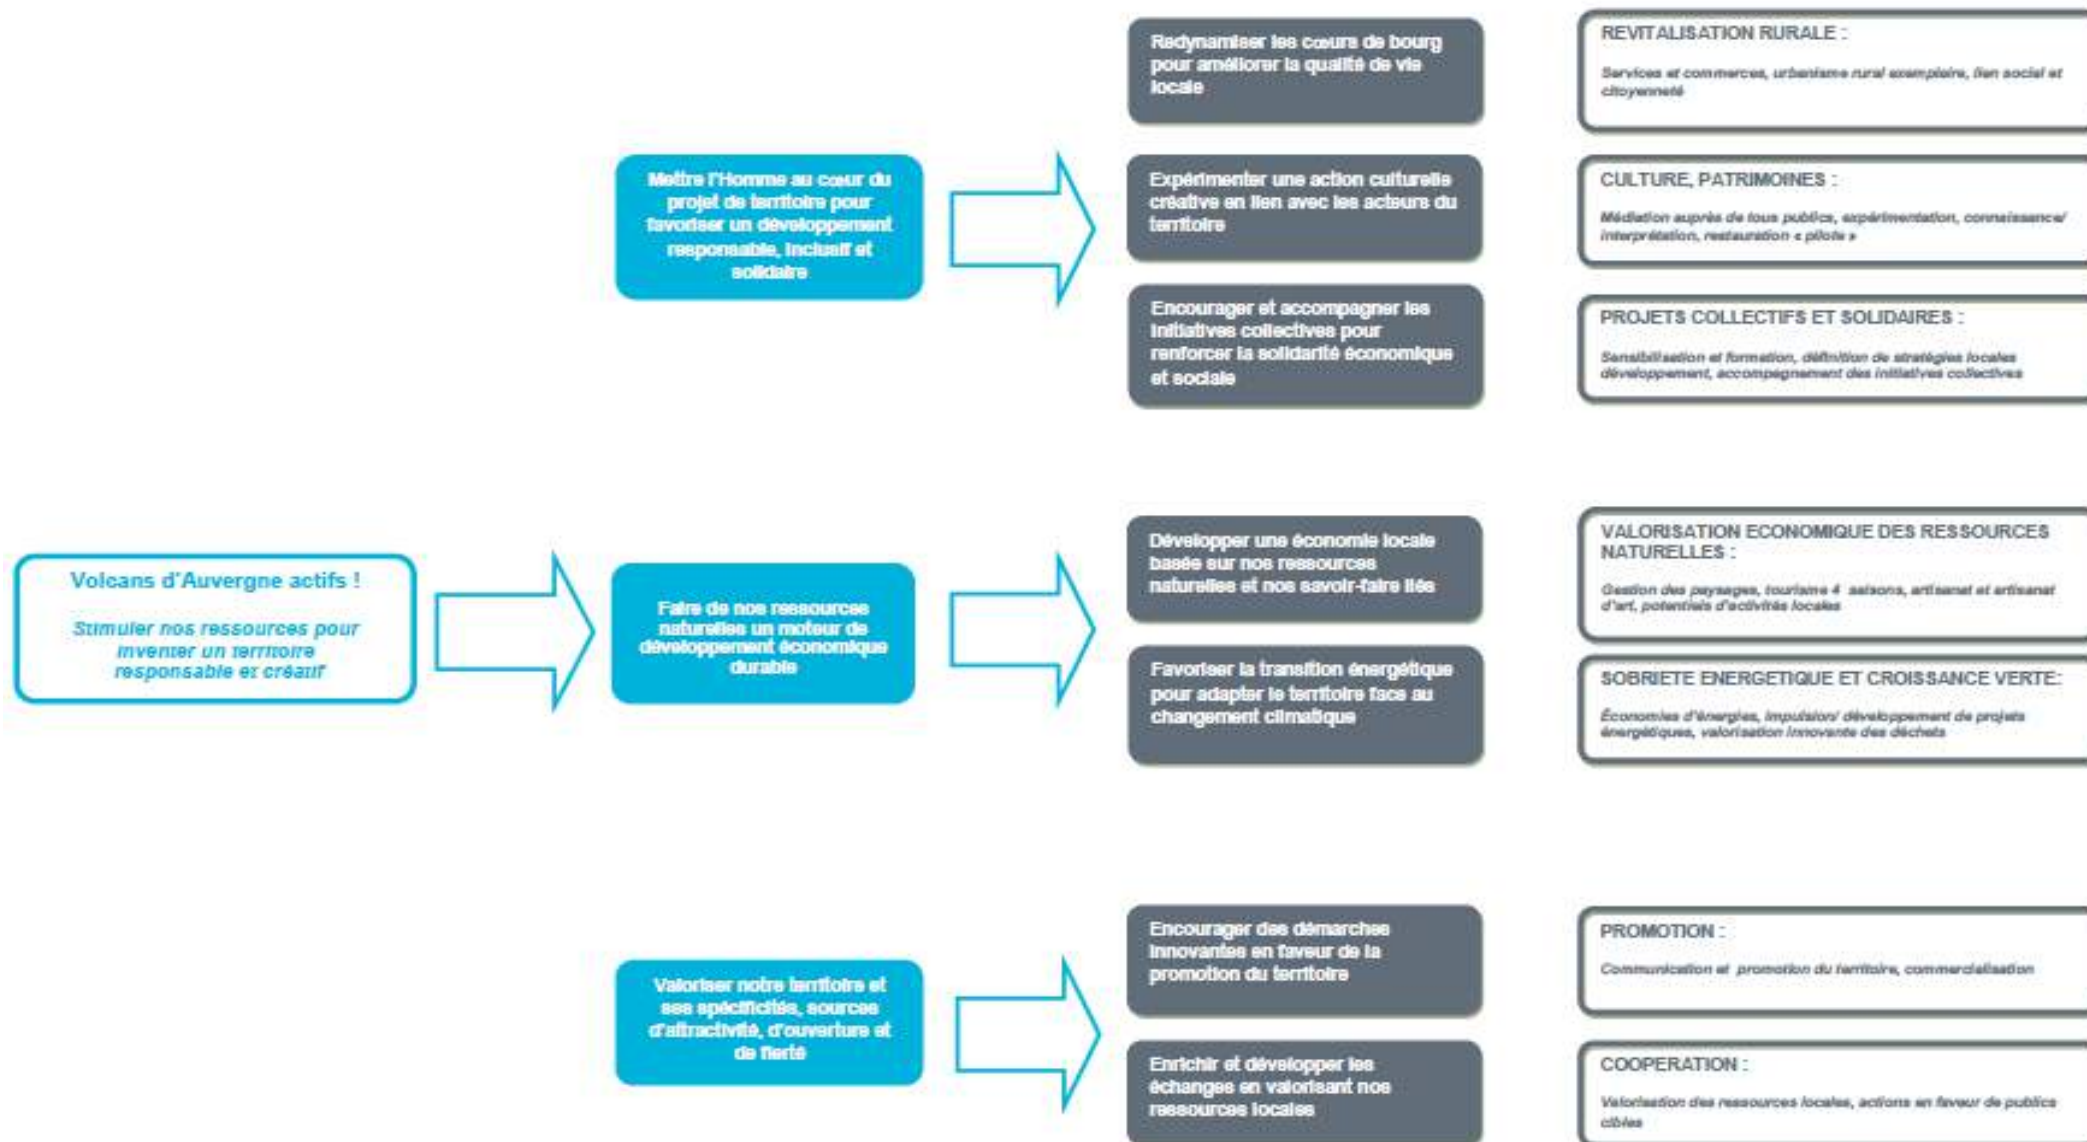 Volcans d'Auvergne actifs !
Stimuler nos ressources pour
inventer un territoire
responsable et créatif
Mettre l'Homme au cœur du
projet de territoire pour
favoriser un développement
responsable, inclusif et
solidaire
Redynamiser les cœurs de bourg
pour améliorer la qualité de vie
locale
REVITALISATION RURALE :
Services et commerces, urbanisme rural exemplaire, lien social et
citoyenneté
Expérimenter une action culturelle
créative en lien avec les acteurs du
territoire
CULTURE, PATRIMOINES :
Médiation auprès de tous publics, expérimentation, connaissance/
interprétation, restauration « pilote »
Encourager et accompagner les
initiatives collectives pour
renforcer la solidarité économique
et sociale
PROJETS COLLECTIFS ET SOLIDAIRES :
Sensibilisation et formation, définition de stratégies locales
développement, accompagnement des initiatives collectives
Faire de nos ressources
naturelles un moteur de
développement économique
durable
Développer une économie locale
basée sur nos ressources
naturelles et nos savoir-faire liés
VALORISATION ECONOMIQUE DES RESSOURCES
NATURELLES :
Gestion des paysages, tourisme 4 saisons, artisanat et artisanat
d'art, potentiels d'activités locales
Favoriser la transition énergétique
pour adapter le territoire face au
changement climatique
SOBRIETE ENERGETIQUE ET CROISSANCE VERTE:
Économies d'énergies, impulsion/ développement de projets
énergétiques, valorisation innovante des déchets
Valoriser notre territoire et
ses spécificités, sources
d'attractivité, d'ouverture et
de fierté
Encourager des démarches
innovantes en faveur de la
promotion du territoire
PROMOTION :
Communication et promotion du territoire, commercialisation
Enrichir et développer les
échanges en valorisant nos
ressources locales
COOPERATION :
Valorisation des ressources locales, actions en faveur de publics
cibles